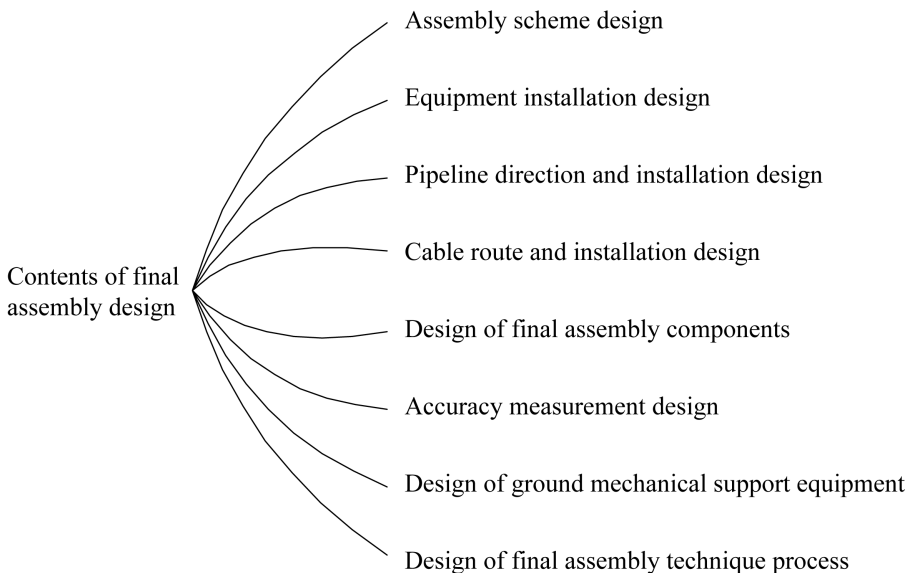 Assembly scheme design
Equipment installation design
Pipeline direction and installation design
Cable route and installation design
Contents of final
assembly design
Design of final assembly components
Accuracy measurement design
Design of ground mechanical support equipment
Design of final assembly technique process